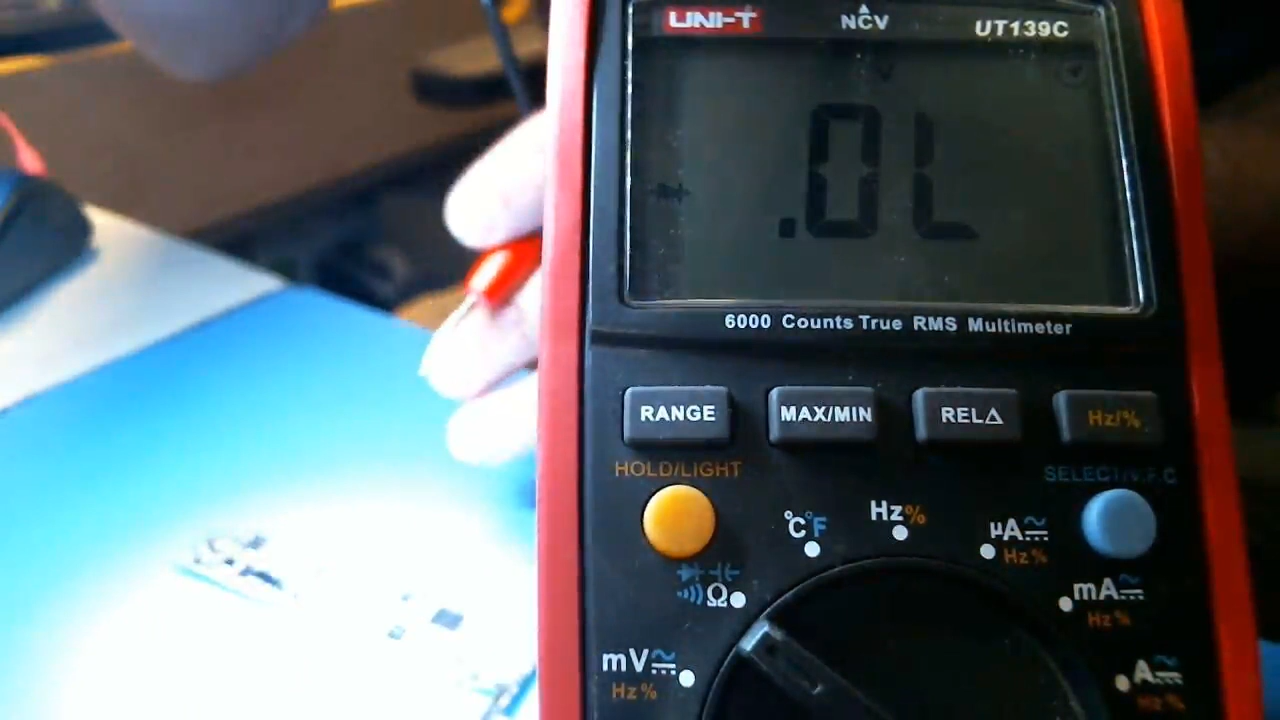 UNI-T
NCV
UT139C
V
.0L
6000 Counts True RMS Multimeter
RANGE
MAX/MIN
REL△
Hz/%
HOLD/LIGHT
SELECT/V.F.C
°C°F
Hz%
µA
Hz%
Ω
mA
Hz%
mV
Hz%
A
Hz%